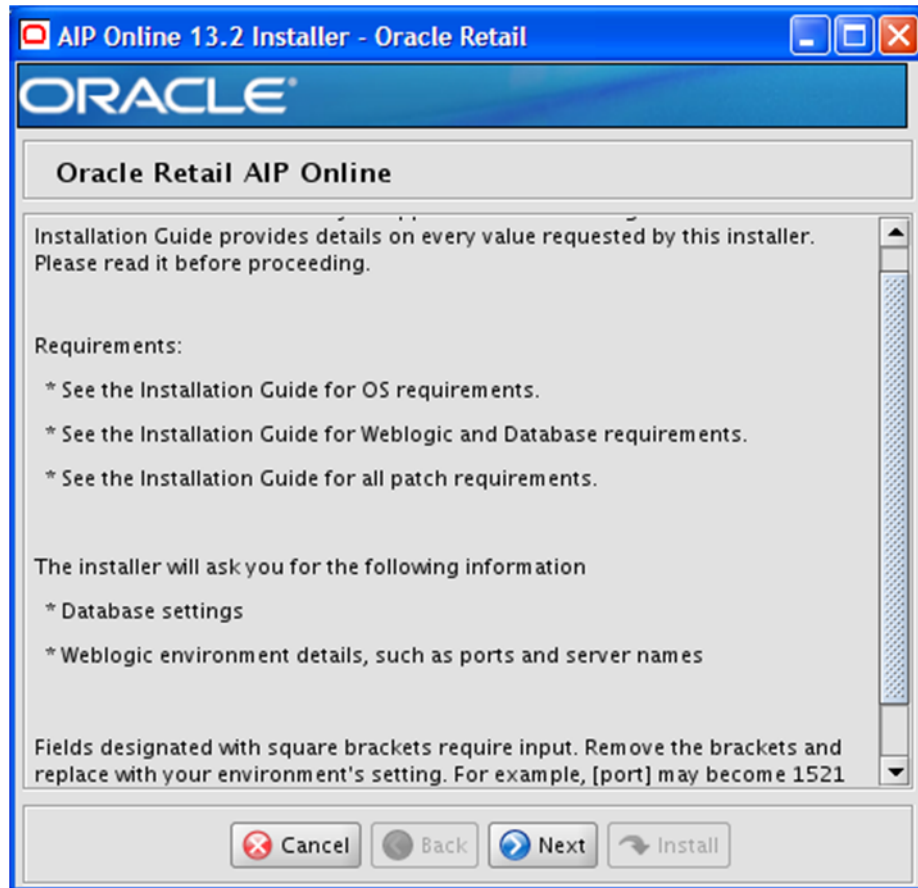 AIP Online 13.2 Installer - Oracle Retail
ORACLE®
Oracle Retail AIP Online
Installation Guide provides details on every value requested by this installer.
Please read it before proceeding.
Requirements:
* See the Installation Guide for OS requirements.
* See the Installation Guide for Weblogic and Database requirements.
* See the Installation Guide for all patch requirements.
The installer will ask you for the following information
* Database settings
* Weblogic environment details, such as ports and server names
Fields designated with square brackets require input. Remove the brackets and
replace with your environment's setting. For example, [port] may become 1521
Cancel Back Next Install